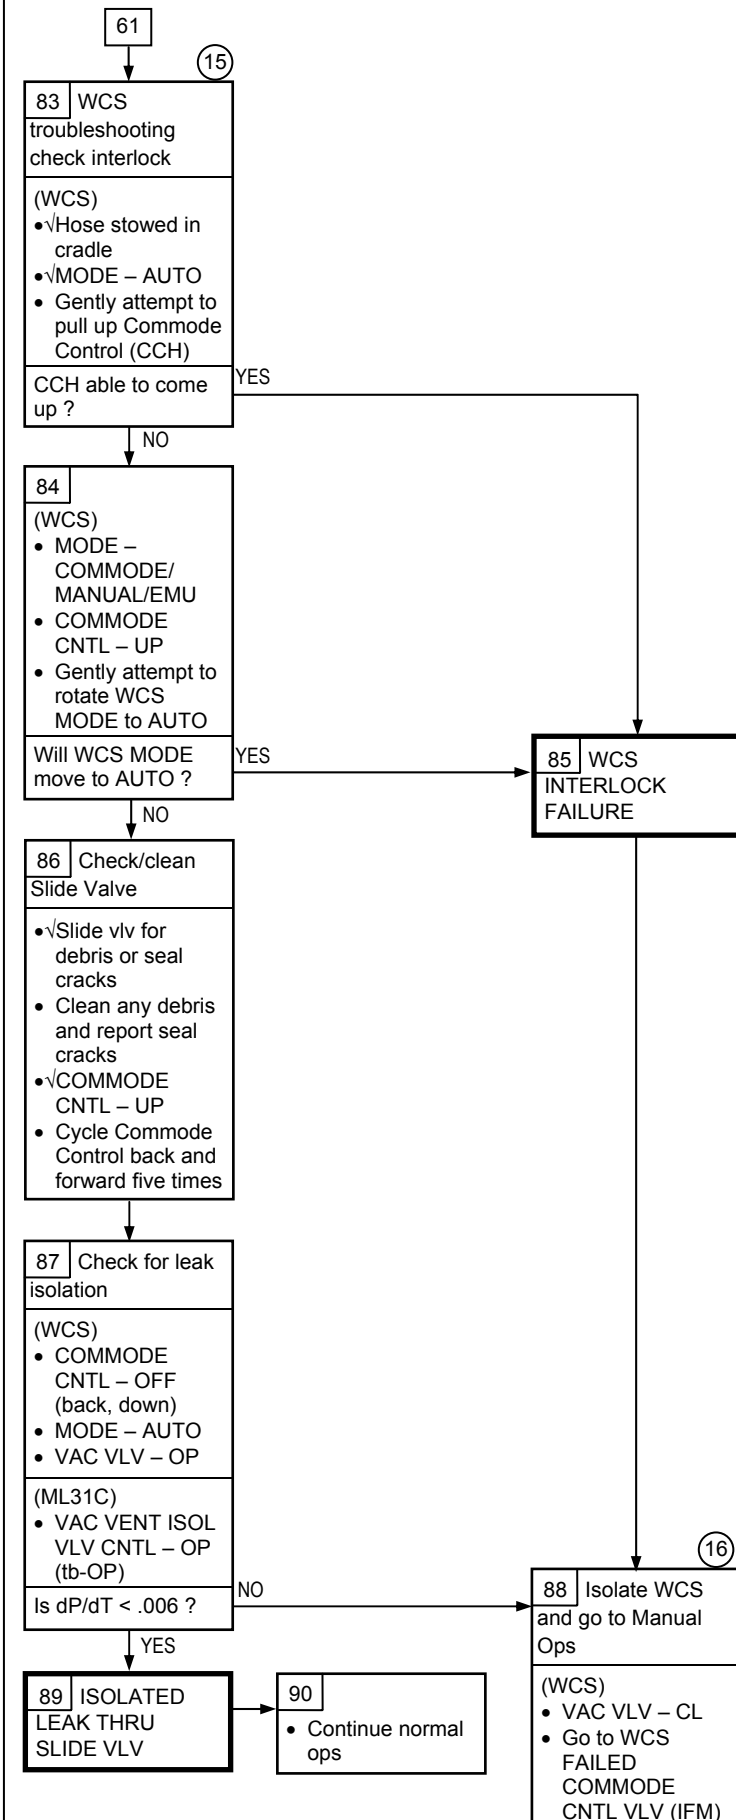 61
15
83 WCS
troubleshooting
check interlock
(WCS)
•√Hose stowed in
cradle
•√MODE – AUTO
• Gently attempt to
pull up Commode
Control (CCH)
CCH able to come
up ?
YES
NO
84
(WCS)
• MODE –
COMMODE/
MANUAL/EMU
• COMMODE
CNTL – UP
• Gently attempt to
rotate WCS
MODE to AUTO
Will WCS MODE
move to AUTO ?
YES
NO
85 WCS
INTERLOCK
FAILURE
86 Check/clean
Slide Valve
•√Slide vlv for
debris or seal
cracks
• Clean any debris
and report seal
cracks
•√COMMODE
CNTL – UP
• Cycle Commode
Control back and
forward five times
87 Check for leak
isolation
(WCS)
• COMMODE
CNTL – OFF
(back, down)
• MODE – AUTO
• VAC VLV – OP
(ML31C)
• VAC VENT ISOL
VLV CNTL – OP
(tb-OP)
Is dP/dT < .006 ?
NO
YES
16
88 Isolate WCS
and go to Manual
Ops
(WCS)
• VAC VLV – CL
• Go to WCS
FAILED
COMMODE
CNTL VLV (IFM)
89 ISOLATED
LEAK THRU
SLIDE VLV
90
• Continue normal
ops